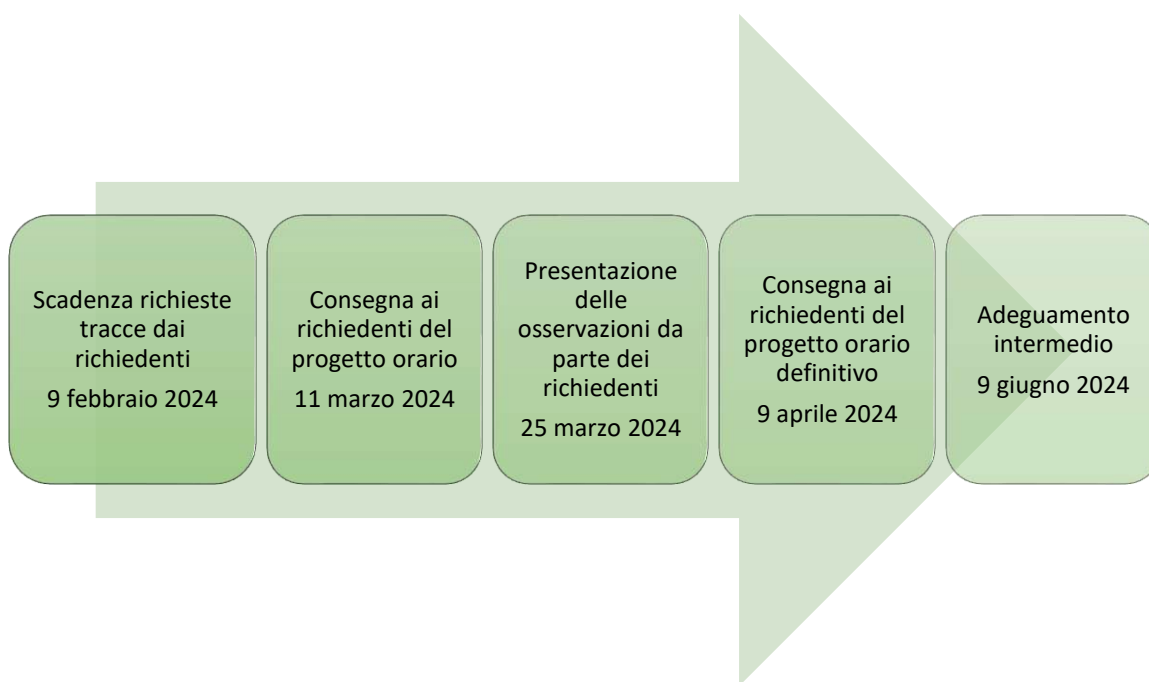 Scadenza richieste
tracce dai
richiedenti
9 febbraio 2024
Consegna ai
richiedenti del
progetto orario
11 marzo 2024
Presentazione
delle
osservazioni da
parte dei
richiedenti
25 marzo 2024
Consegna ai
richiedenti del
progetto orario
definitivo
9 aprile 2024
Adeguamento
intermedio
9 giugno 2024